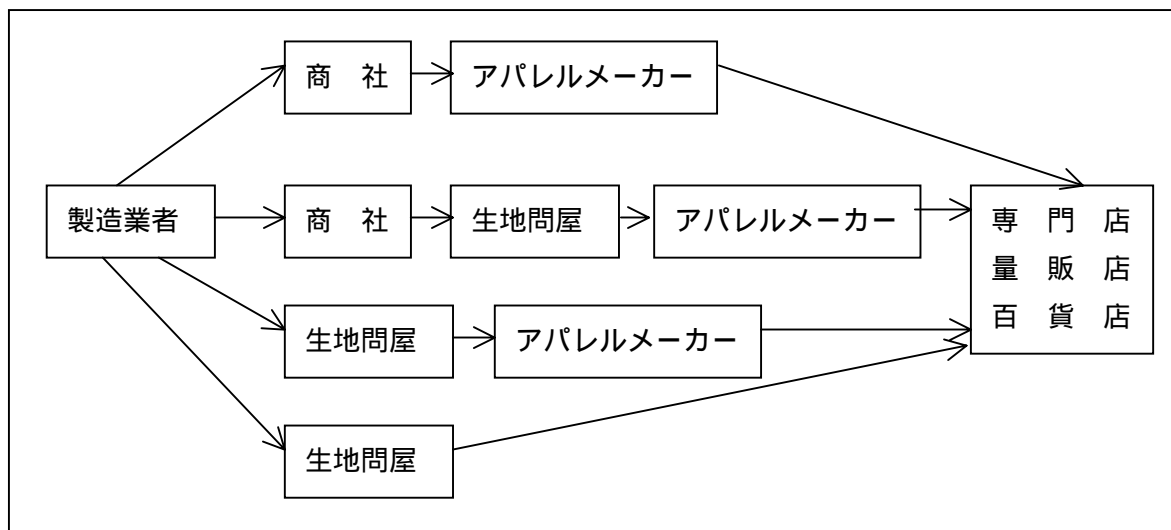 商　社
アパレルメーカー
製造業者
商　社
生地問屋
アパレルメーカー
専　門　店
量　販　店
百　貨　店
生地問屋
アパレルメーカー
生地問屋